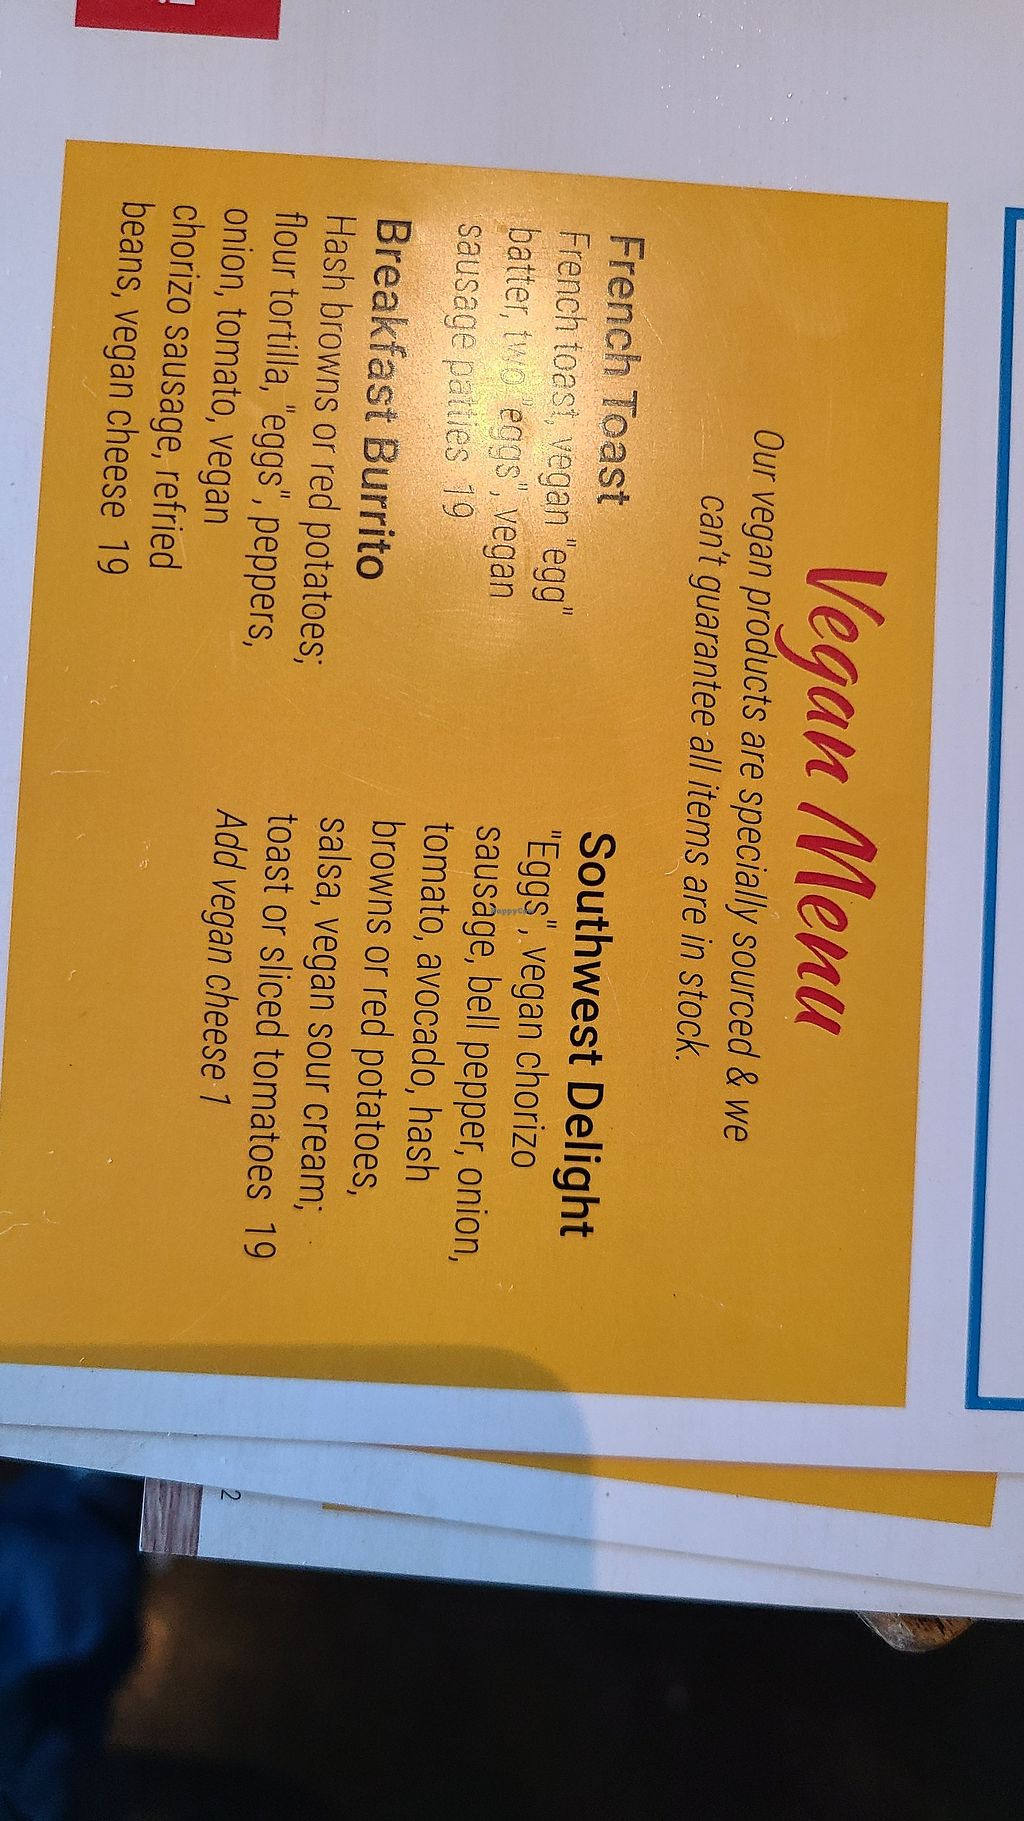 Vegan Menu
Our vegan products are specially sourced & we
can't guarantee all items are in stock.
French Toast
French toast, vegan "egg"
batter, two "eggs", vegan
sausage patties 19
Breakfast Burrito
Hash browns or red potatoes;
flour tortilla, "eggs", peppers,
onion, tomato, vegan
chorizo sausage, refried
beans, vegan cheese 19
Southwest Delight
"Eggs", vegan chorizo
sausage, bell pepper, onion,
tomato, avocado, hash
browns or red potatoes,
salsa, vegan sour cream;
toast or sliced tomatoes 19
Add vegan cheese 1
HappyCow
2